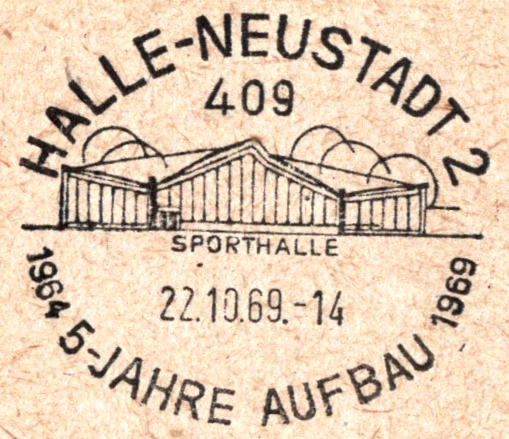 HALLE-NEUSTADT 2
409
SPORTHALLE
22.10.69.-14
1964 5-JAHRE AUFBAU 1969